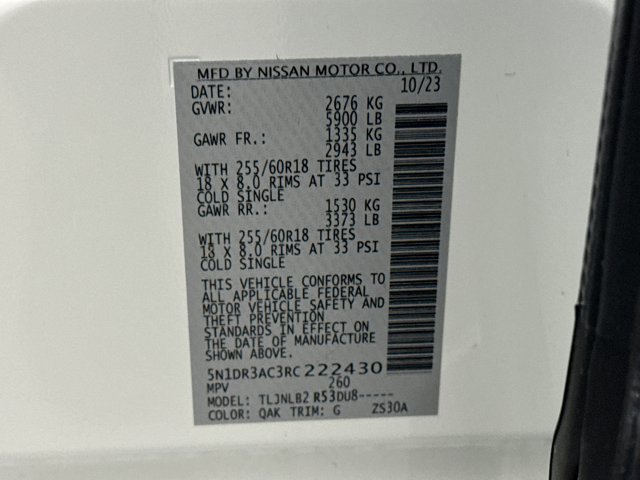 MFD BY NISSAN MOTOR CO., LTD.
DATE: 10/23
GVWR: 2676 KG
5900 LB
GAWR FR.: 1335 KG
2943 LB
WITH 255/60R18 TIRES
18 X 8.0 RIMS AT 33 PSI
COLD SINGLE
GAWR RR.: 1530 KG
3373 LB
WITH 255/60R18 TIRES
18 X 8.0 RIMS AT 33 PSI
COLD SINGLE
THIS VEHICLE CONFORMS TO
ALL APPLICABLE FEDERAL
MOTOR VEHICLE SAFETY AND
THEFT PREVENTION
STANDARDS IN EFFECT ON
THE DATE OF MANUFACTURE
SHOWN ABOVE.
5N1DR3AC3RC222430
MPV 260
MODEL: TLJNLB2 R53DU8-----
COLOR: QAK TRIM: G ZS30A